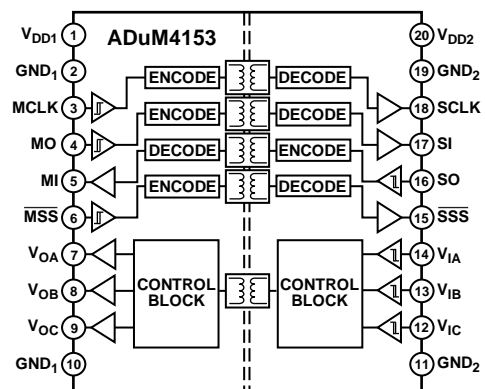 ADuM4153
VDD1 1
20 VDD2
GND1 2
19 GND2
MCLK 3
ENCODE
DECODE
18 SCLK
MO 4
ENCODE
DECODE
17 SI
MI 5
DECODE
ENCODE
16 SO
MSS 6
ENCODE
DECODE
15 SSS
VOA 7
14 VIA
VOB 8
CONTROL
BLOCK
CONTROL
BLOCK
13 VIB
VOC 9
12 VIC
GND1 10
11 GND2